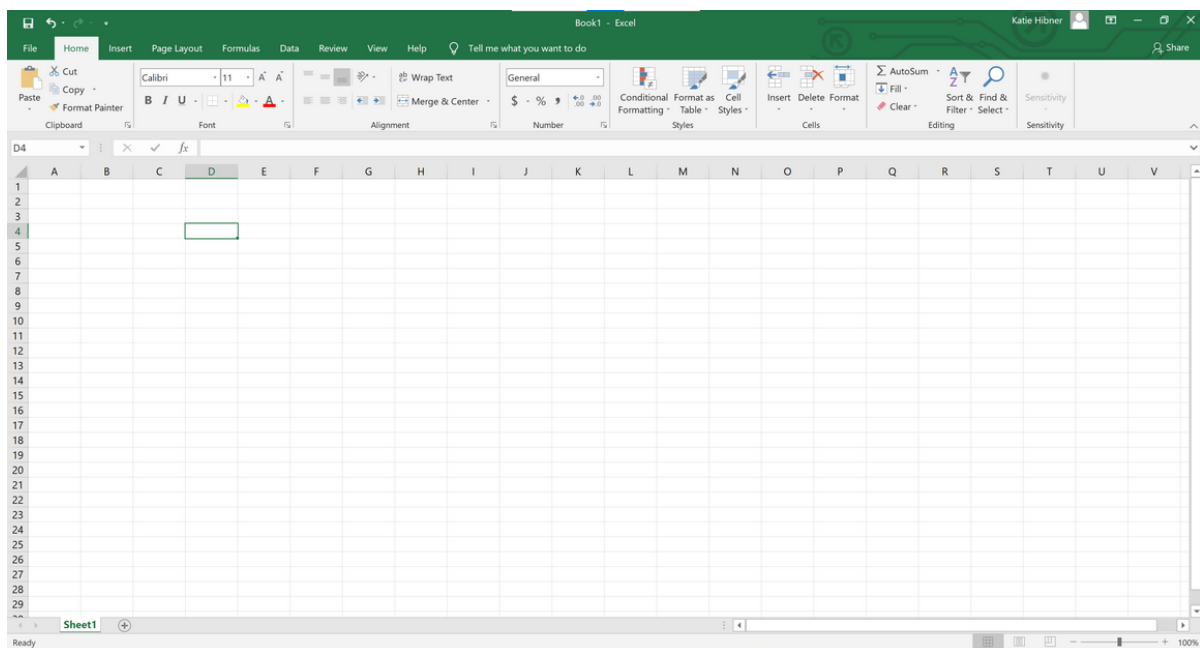 Book1 - Excel
Katie Hibner
File Home Insert Page Layout Formulas Data Review View Help Tell me what you want to do
Share
Paste
Cut
Copy
Format Painter
Clipboard
Calibri
11
A A
B I U
A
Font
Wrap Text
Merge & Center
Alignment
General
$ % ,
Number
Conditional Formatting
Format as Table
Cell Styles
Styles
Insert Delete Format
Cells
AutoSum
Fill
Clear
Sort & Filter
Find & Select
Editing
Sensitivity
Sensitivity
D4
fx
A B C D E F G H I J K L M N O P Q R S T U V
1
2
3
4
5
6
7
8
9
10
11
12
13
14
15
16
17
18
19
20
21
22
23
24
25
26
27
28
29
Sheet1
Ready
100%